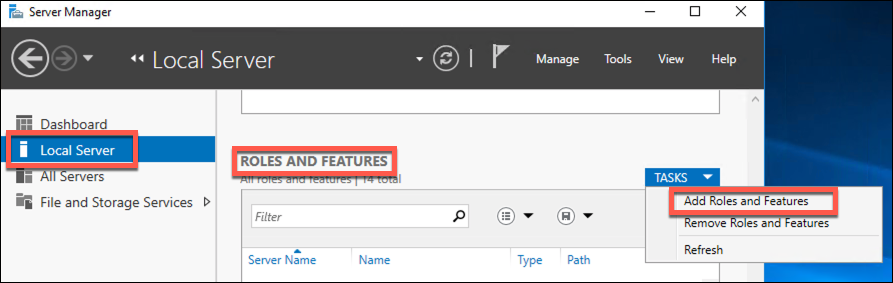 Server Manager
Local Server
Manage Tools View Help
Dashboard
Local Server
All Servers
File and Storage Services
ROLES AND FEATURES
All roles and features | 14 total
TASKS
Add Roles and Features
Remove Roles and Features
Refresh
Filter
Server Name Name Type Path